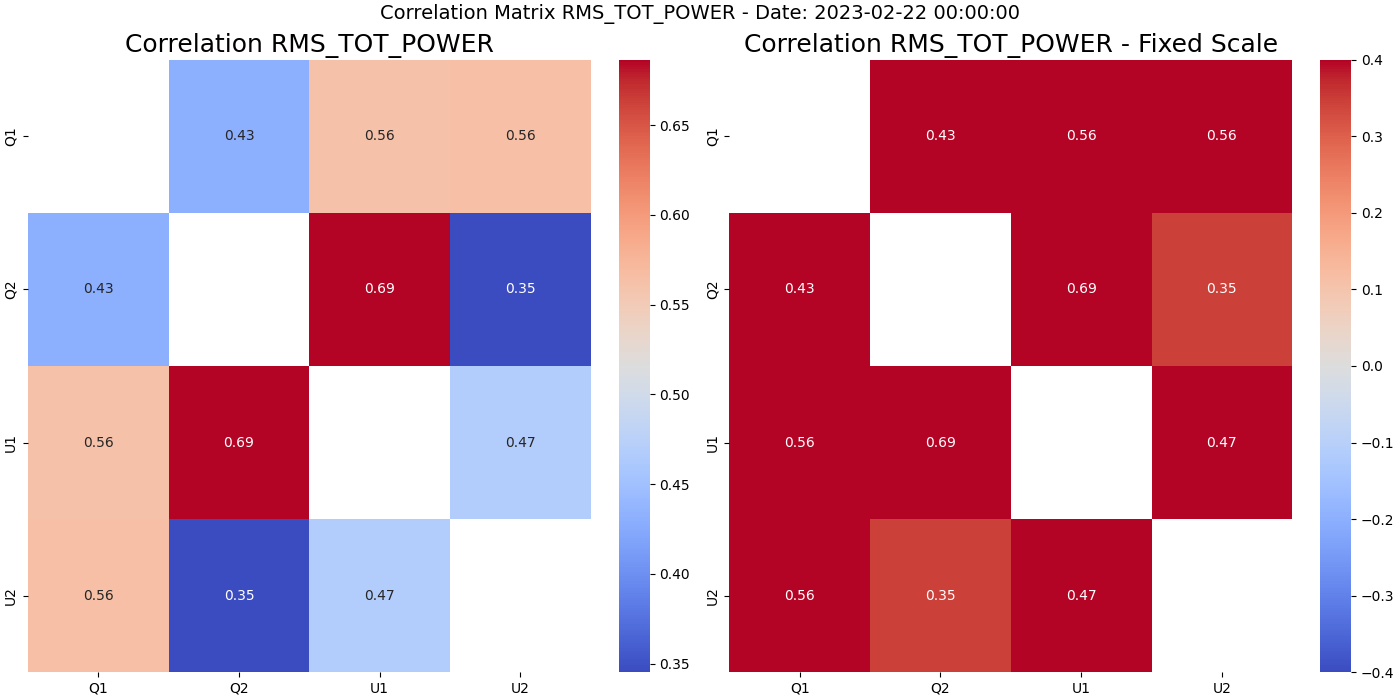 Correlation Matrix RMS_TOT_POWER - Date: 2023-02-22 00:00:00
Correlation RMS_TOT_POWER
Q1
0.43
0.56
0.56
Q2
0.43
0.69
0.35
U1
0.56
0.69
0.47
U2
0.56
0.35
0.47
Q1
Q2
U1
U2
0.65
0.60
0.55
0.50
0.45
0.40
0.35
Correlation RMS_TOT_POWER - Fixed Scale
Q1
0.43
0.56
0.56
Q2
0.43
0.69
0.35
U1
0.56
0.69
0.47
U2
0.56
0.35
0.47
Q1
Q2
U1
U2
0.4
0.3
0.2
0.1
0.0
−0.1
−0.2
−0.3
−0.4